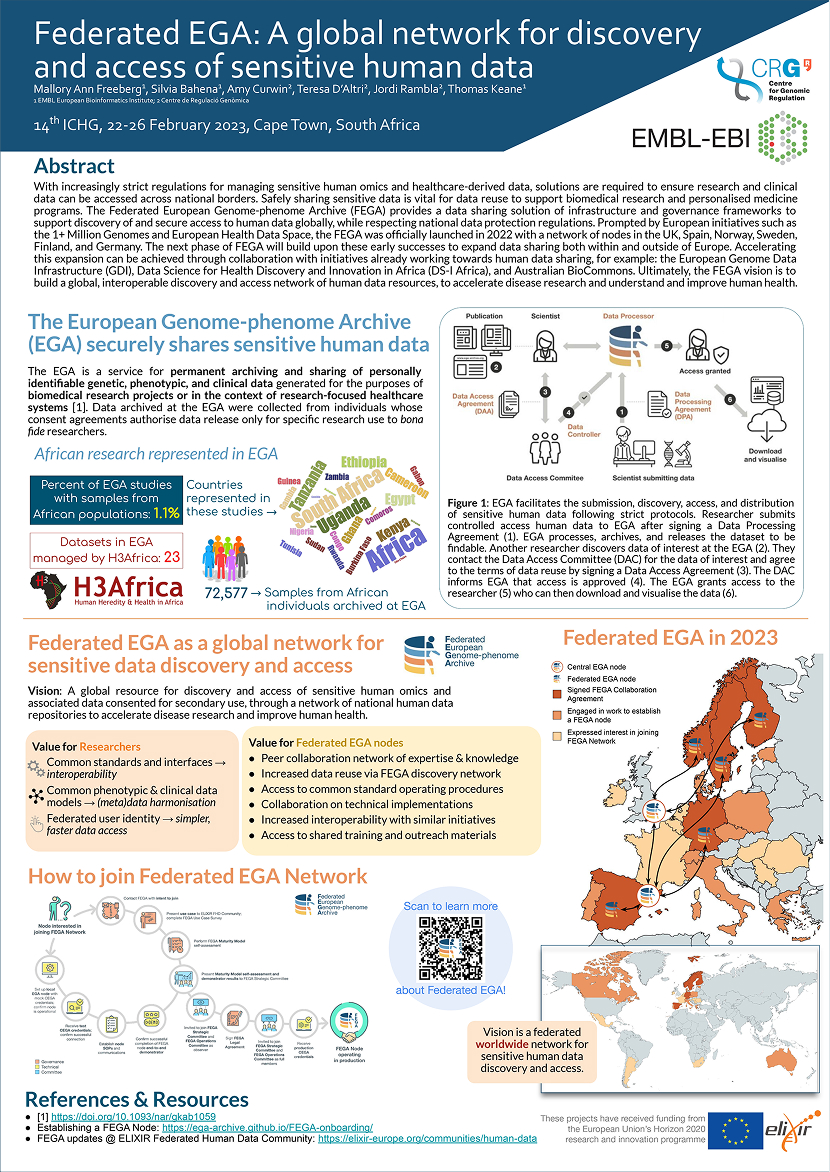 Federated EGA: A global network for discovery
and access of sensitive human data
Mallory Ann Freeberg¹, Silvia Bahena¹, Amy Curwin², Teresa D'Altri², Jordi Rambla², Thomas Keane¹
1 EMBL European Bioinformatics Institute; 2 Centre de Regulació Genòmica
14th ICHG, 22-26 February 2023, Cape Town, South Africa
CRG
Centre
for Genomic
Regulation
EMBL-EBI
Abstract
With increasingly strict regulations for managing sensitive human omics and healthcare-derived data, solutions are required to ensure research and clinical
data can be accessed across national borders. Safely sharing sensitive data is vital for data reuse to support biomedical research and personalised medicine
programs. The Federated European Genome-phenome Archive (FEGA) provides a data sharing solution of infrastructure and governance frameworks to
support discovery of and secure access to human data globally, while respecting national data protection regulations. Prompted by European initiatives such as
the 1+ Million Genomes and European Health Data Space, the FEGA was officially launched in 2022 with a network of nodes in the UK, Spain, Norway, Sweden,
Finland, and Germany. The next phase of FEGA will build upon these early successes to expand data sharing both within and outside of Europe. Accelerating
this expansion can be achieved through collaboration with initiatives already working towards human data sharing, for example: the European Genome Data
Infrastructure (GDI), Data Science for Health Discovery and Innovation in Africa (DS-I Africa), and Australian BioCommons. Ultimately, the FEGA vision is to
build a global, interoperable discovery and access network of human data resources, to accelerate disease research and understand and improve human health.
The European Genome-phenome Archive
(EGA) securely shares sensitive human data
The EGA is a service for permanent archiving and sharing of personally
identifiable genetic, phenotypic, and clinical data generated for the purposes of
biomedical research projects or in the context of research-focused healthcare
systems [1]. Data archived at the EGA were collected from individuals whose
consent agreements authorise data release only for specific research use to bona
fide researchers.
African research represented in EGA
Percent of EGA studies
with samples from
African populations: 1.1%
Countries
represented in
these studies →
Datasets in EGA
managed by H3Africa: 23
H3Africa
Human Heredity & Health in Africa
Ethiopia
Tanzania
Zambia
Cameroon
Gabon
Guinea
Gambia
South Africa
Egypt
Uganda
Comoros
Nigeria
Ghana
Congo
Kenya
Tunisia
Sudan
Rwanda
Burkina Faso
Africa
72,577 → Samples from African
individuals archived at EGA
Publication
Scientist
Data Processor
2
5
Access granted
Data Access
Agreement
(DAA)
3
4
Data
Controller
1
Data
Processing
Agreement
(DPA)
6
Download
and visualise
Data Access Commitee
Scientist submitting data
Figure 1: EGA facilitates the submission, discovery, access, and distribution
of sensitive human data following strict protocols. Researcher submits
controlled access human data to EGA after signing a Data Processing
Agreement (1). EGA processes, archives, and releases the dataset to be
findable. Another researcher discovers data of interest at the EGA (2). They
contact the Data Access Committee (DAC) for the data of interest and agree
to the terms of data reuse by signing a Data Access Agreement (3). The DAC
informs EGA that access is approved (4). The EGA grants access to the
researcher (5) who can then download and visualise the data (6).
Federated EGA as a global network for
sensitive data discovery and access
Federated
European
Genome-phenome
Archive
Vision: A global resource for discovery and access of sensitive human omics and
associated data consented for secondary use, through a network of national human data
repositories to accelerate disease research and improve human health.
Value for Researchers
Common standards and interfaces →
interoperability
Common phenotypic & clinical data
models → (meta)data harmonisation
Federated user identity → simpler,
faster data access
Value for Federated EGA nodes
● Peer collaboration network of expertise & knowledge
● Increased data reuse via FEGA discovery network
● Access to common standard operating procedures
● Collaboration on technical implementations
● Increased interoperability with similar initiatives
● Access to shared training and outreach materials
Federated EGA in 2023
Central EGA node
Federated EGA node
Signed FEGA Collaboration
Agreement
Engaged in work to establish
a FEGA node
Expressed interest in joining
FEGA Network
How to join Federated EGA Network
Node interested in
joining FEGA Network
Contact FEGA with intent to join
Present use case to ELIXIR FHD Community;
complete FEGA Use Case Survey
Perform FEGA Maturity Model
self-assessment
Present Maturity Model self-assessment and
demonstrator results to FEGA Strategic Committee
Set up local
EGA node with
mock CEGA
credentials;
confirm node
is operational
Receive test
CEGA credentials;
confirm successful
connection
Establish node
SOPs and
communications
Confirm successful
completion of FEGA
node end-to-end
demonstrator
Invited to join FEGA
Strategic
Committee and
FEGA Operations
Committee as
observer
Sign FEGA
Legal
Agreement
Invited to join
FEGA Strategic
Committee and
FEGA Operations
Committee as full
members
Receive
production
CEGA
credentials
FEGA Node
operating
in production
Governance
Technical
Committee
Federated
European
Genome-phenome
Archive
Scan to learn more
about Federated EGA!
Vision is a federated
worldwide network for
sensitive human data
discovery and access.
References & Resources
● [1] https://doi.org/10.1093/nar/gkab1059
● Establishing a FEGA Node: https://ega-archive.github.io/FEGA-onboarding/
● FEGA updates @ ELIXIR Federated Human Data Community: https://elixir-europe.org/communities/human-data
These projects have received funding from
the European Union's Horizon 2020
research and innovation programme
elixir